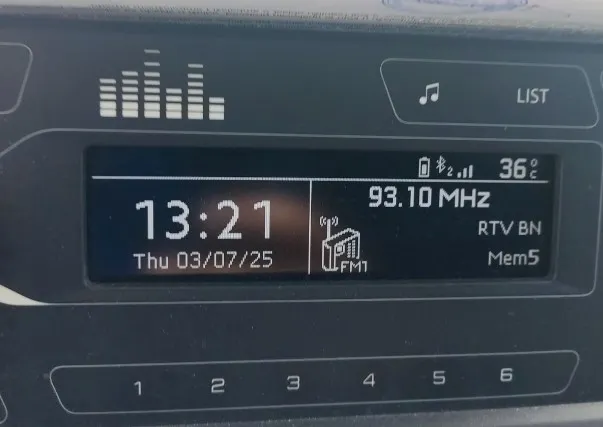 LIST
2 36°C
13:21
93.10 MHz
RTV BN
Thu 03/07/25
FM1
Mem5
1 2 3 4 5 6